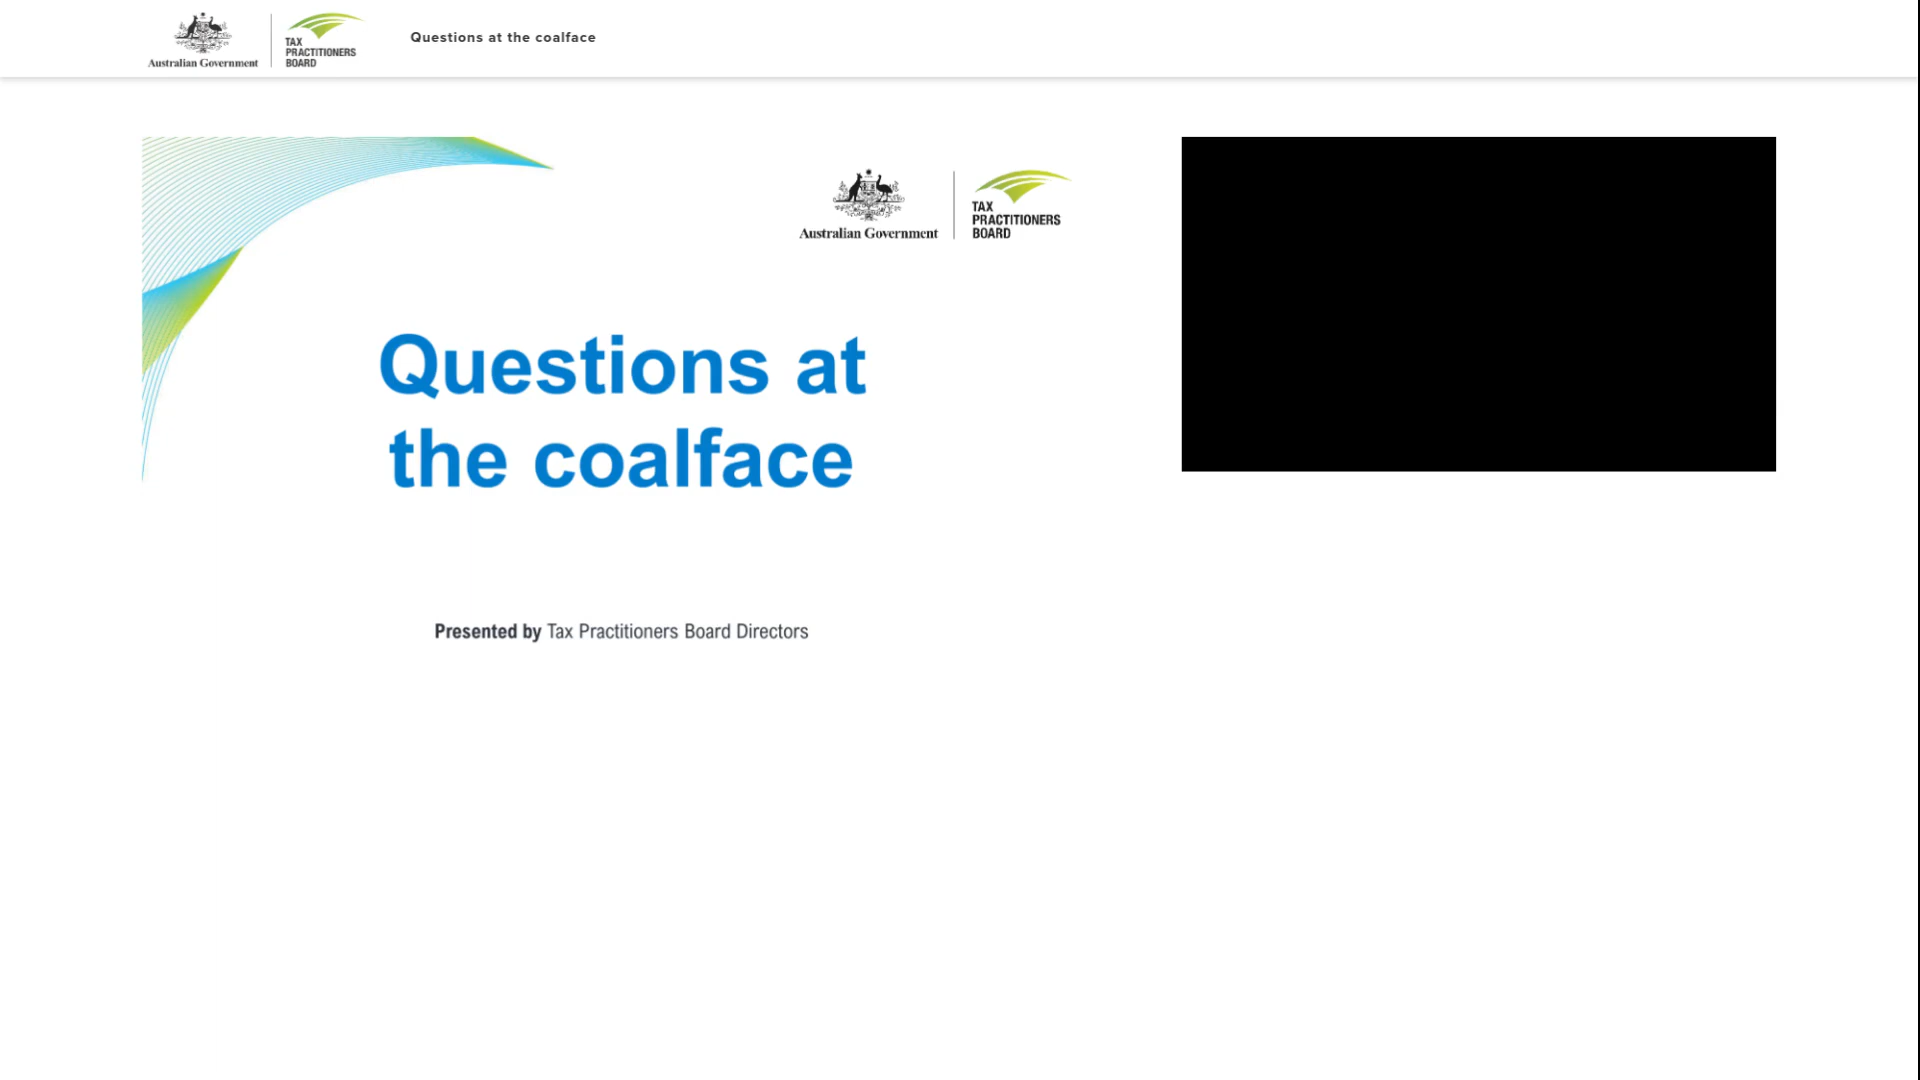 Australian Government
TAX
PRACTITIONERS
BOARD
Questions at the coalface
Australian Government
TAX
PRACTITIONERS
BOARD
Questions at
the coalface
Presented by Tax Practitioners Board Directors